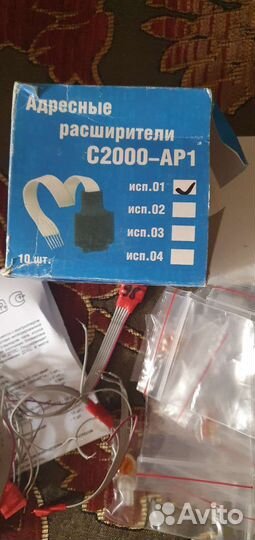 Адресные
расширители
С2000-АР1
исп.01
исп.02
исп.03
исп.04
10 шт.
Avito